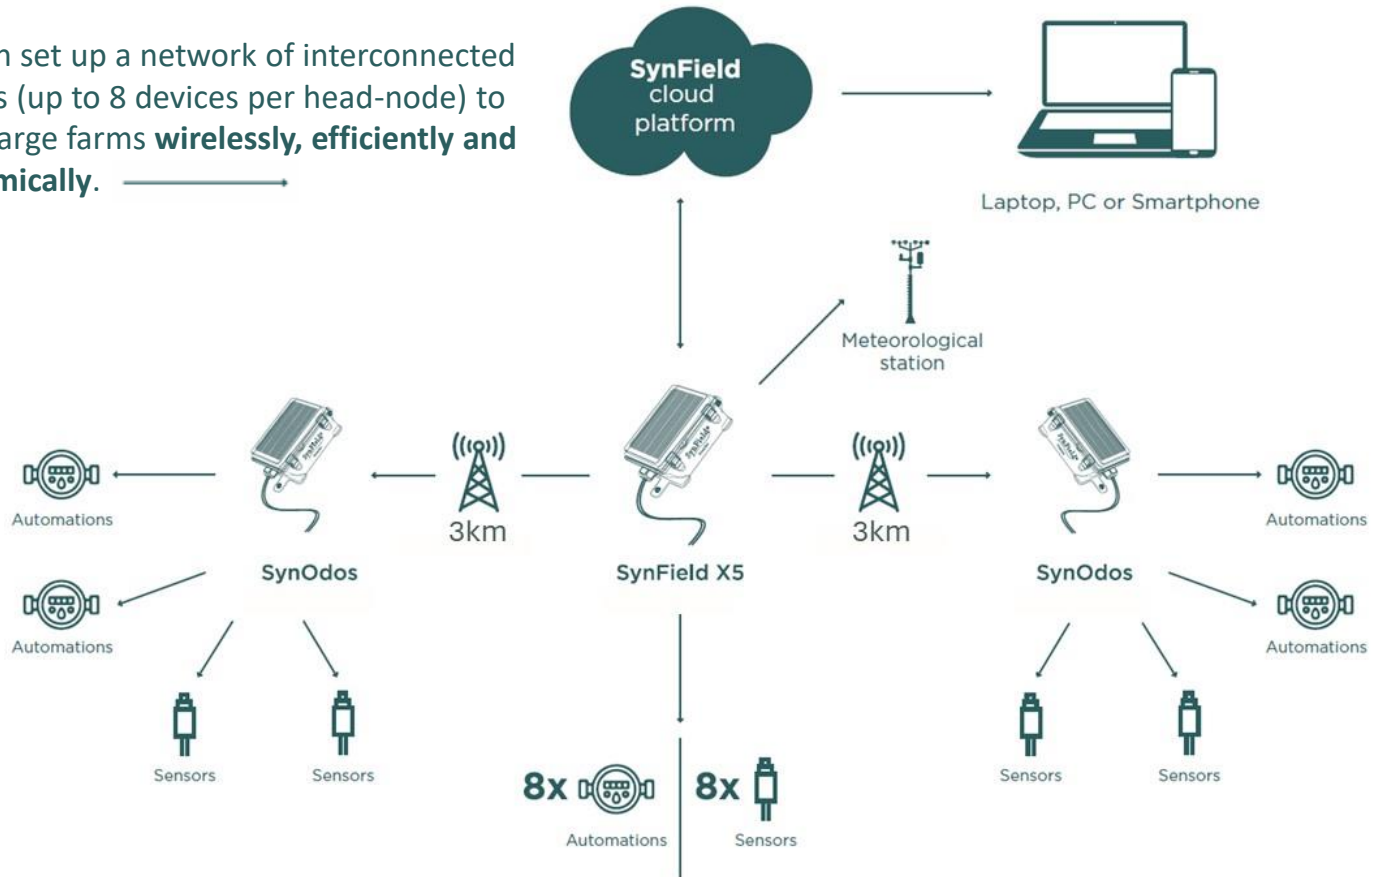 n set up a network of interconnected
s (up to 8 devices per head-node) to
arge farms wirelessly, efficiently and
mically.
SynField
cloud
platform
Laptop, PC or Smartphone
Meteorological
station
Automations
3km
3km
Automations
SynOdos
SynField X5
SynOdos
Automations
Automations
Sensors
Sensors
Sensors
Sensors
8x
8x
Automations
Sensors